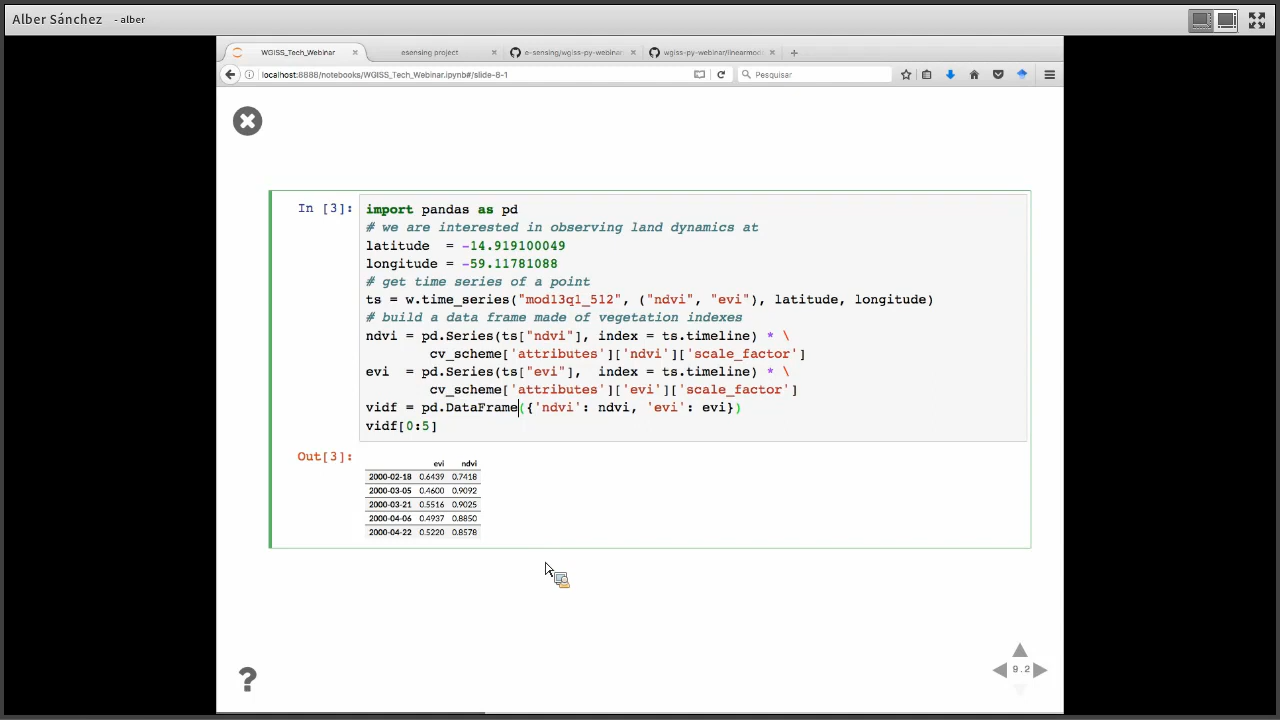 Alber Sánchez - alber
WGISS_Tech_Webinar
esensing project
e-sensing/wgiss-py-webinar
wgiss-py-webinar/linearmod
localhost:8888/notebooks/WGISS_Tech_Webinar.ipynb#/slide-8-1
Pesquisar
In [3]:
import pandas as pd
# we are interested in observing land dynamics at
latitude  = -14.919100049
longitude = -59.11781088
# get time series of a point
ts = w.time_series("mod13q1_512", ("ndvi", "evi"), latitude, longitude)
# build a data frame made of vegetation indexes
ndvi = pd.Series(ts["ndvi"], index = ts.timeline) * \
        cv_scheme['attributes']['ndvi']['scale_factor']
evi  = pd.Series(ts["evi"],  index = ts.timeline) * \
        cv_scheme['attributes']['evi']['scale_factor']
vidf = pd.DataFrame({'ndvi': ndvi, 'evi': evi})
vidf[0:5]
Out[3]:
evi ndvi
2000-02-18 0.6439 0.7418
2000-03-05 0.4600 0.9092
2000-03-21 0.5516 0.9025
2000-04-06 0.4937 0.8850
2000-04-22 0.5220 0.8578
?
9.2